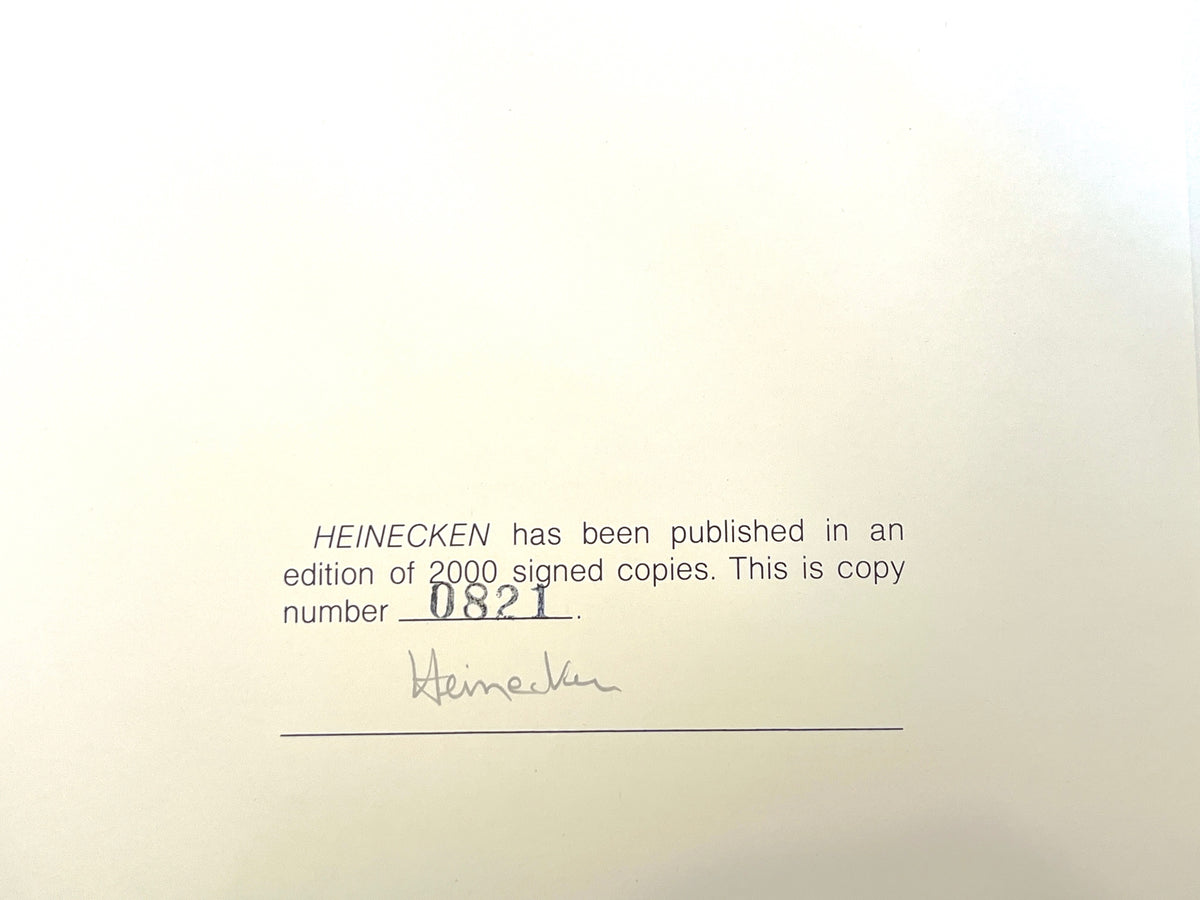 HEINECKEN has been published in an
edition of 2000 signed copies. This is copy
number 0821.
Heinecken